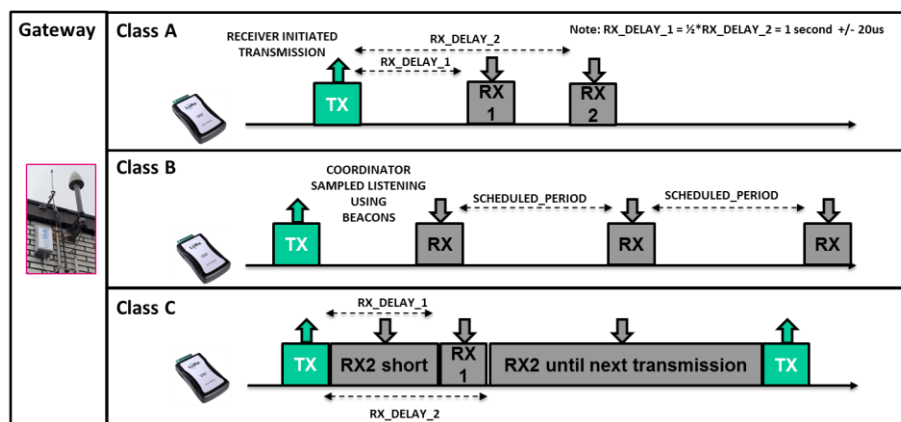 Gateway
Class A
RECEIVER INITIATED
TRANSMISSION
RX_DELAY_2
RX_DELAY_1
Note: RX_DELAY_1 = ½*RX_DELAY_2 = 1 second +/- 20us
TX
RX
1
RX
2
Class B
COORDINATOR
SAMPLED LISTENING
USING
BEACONS
SCHEDULED_PERIOD
SCHEDULED_PERIOD
TX
RX
RX
RX
Class C
RX_DELAY_1
TX
RX2 short
RX
1
RX2 until next transmission
TX
RX_DELAY_2